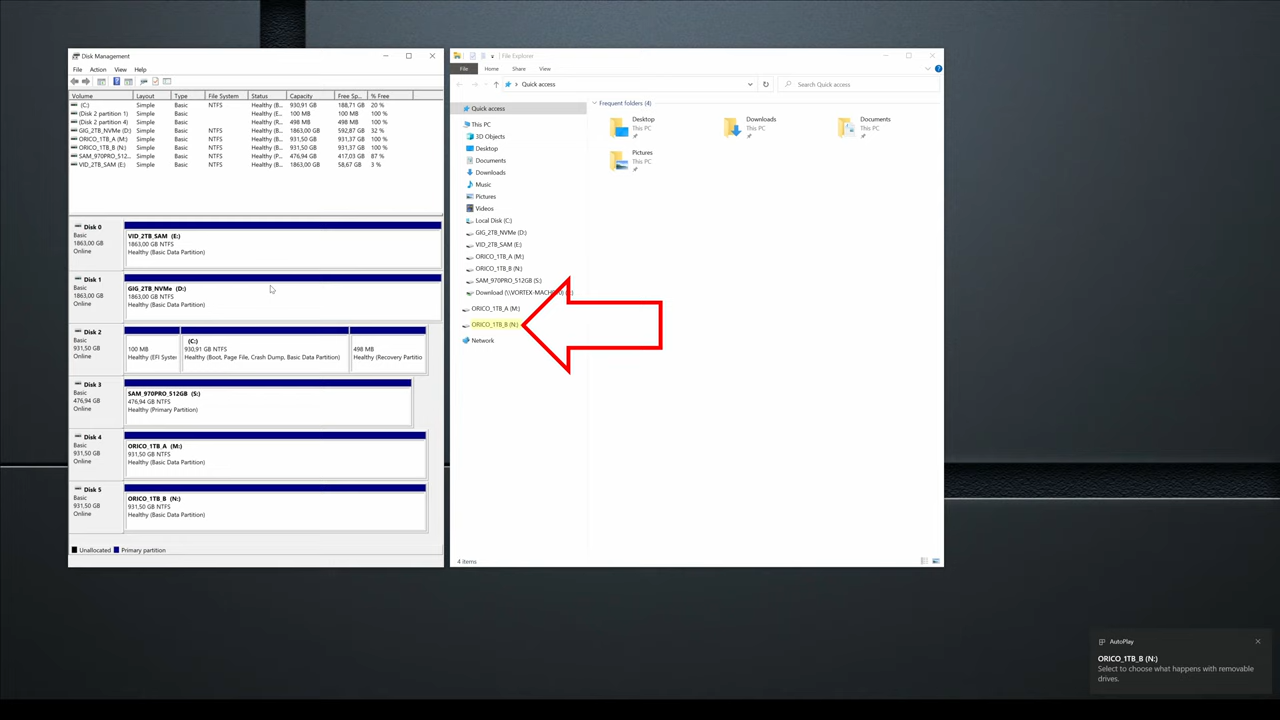 Disk Management
File Action View Help
Volume Layout Type File System Status Capacity Free Sp... % Free
(C:) Simple Basic NTFS Healthy (B... 930,91 GB 188,71 GB 20 %
(Disk 2 partition 1) Simple Basic Healthy (E... 100 MB 100 MB 100 %
(Disk 2 partition 4) Simple Basic Healthy (R... 498 MB 498 MB 100 %
GIG_2TB_NVMe (D:) Simple Basic NTFS Healthy (B... 1863,00 GB 592,87 GB 32 %
ORICO_1TB_A (M:) Simple Basic NTFS Healthy (B... 931,50 GB 931,37 GB 100 %
ORICO_1TB_B (N:) Simple Basic NTFS Healthy (B... 931,50 GB 931,37 GB 100 %
SAM_970PRO_512... Simple Basic NTFS Healthy (P... 476,94 GB 417,03 GB 87 %
VID_2TB_SAM (E:) Simple Basic NTFS Healthy (B... 1863,00 GB 58,67 GB 3 %
Disk 0
Basic
1863,00 GB
Online
VID_2TB_SAM (E:)
1863,00 GB NTFS
Healthy (Basic Data Partition)
Disk 1
Basic
1863,00 GB
Online
GIG_2TB_NVMe (D:)
1863,00 GB NTFS
Healthy (Basic Data Partition)
Disk 2
Basic
931,50 GB
Online
100 MB
Healthy (EFI Syste
(C:)
930,91 GB NTFS
Healthy (Boot, Page File, Crash Dump, Basic Data Partition)
498 MB
Healthy (Recovery Partitio
Disk 3
Basic
476,94 GB
Online
SAM_970PRO_512GB (S:)
476,94 GB NTFS
Healthy (Primary Partition)
Disk 4
Basic
931,50 GB
Online
ORICO_1TB_A (M:)
931,50 GB NTFS
Healthy (Basic Data Partition)
Disk 5
Basic
931,50 GB
Online
ORICO_1TB_B (N:)
931,50 GB NTFS
Healthy (Basic Data Partition)
Unallocated Primary partition
File Explorer
File Home Share View
Quick access
Search Quick access
Quick access
This PC
3D Objects
Desktop
Documents
Downloads
Music
Pictures
Videos
Local Disk (C:)
GIG_2TB_NVMe (D:)
VID_2TB_SAM (E:)
ORICO_1TB_A (M:)
ORICO_1TB_B (N:)
SAM_970PRO_512GB (S:)
Download (\\VORTEX-MACH
ORICO_1TB_A (M:)
ORICO_1TB_B (N:)
Network
Frequent folders (4)
Desktop
This PC
Downloads
This PC
Documents
This PC
Pictures
This PC
4 items
AutoPlay
ORICO_1TB_B (N:)
Select to choose what happens with removable
drives.